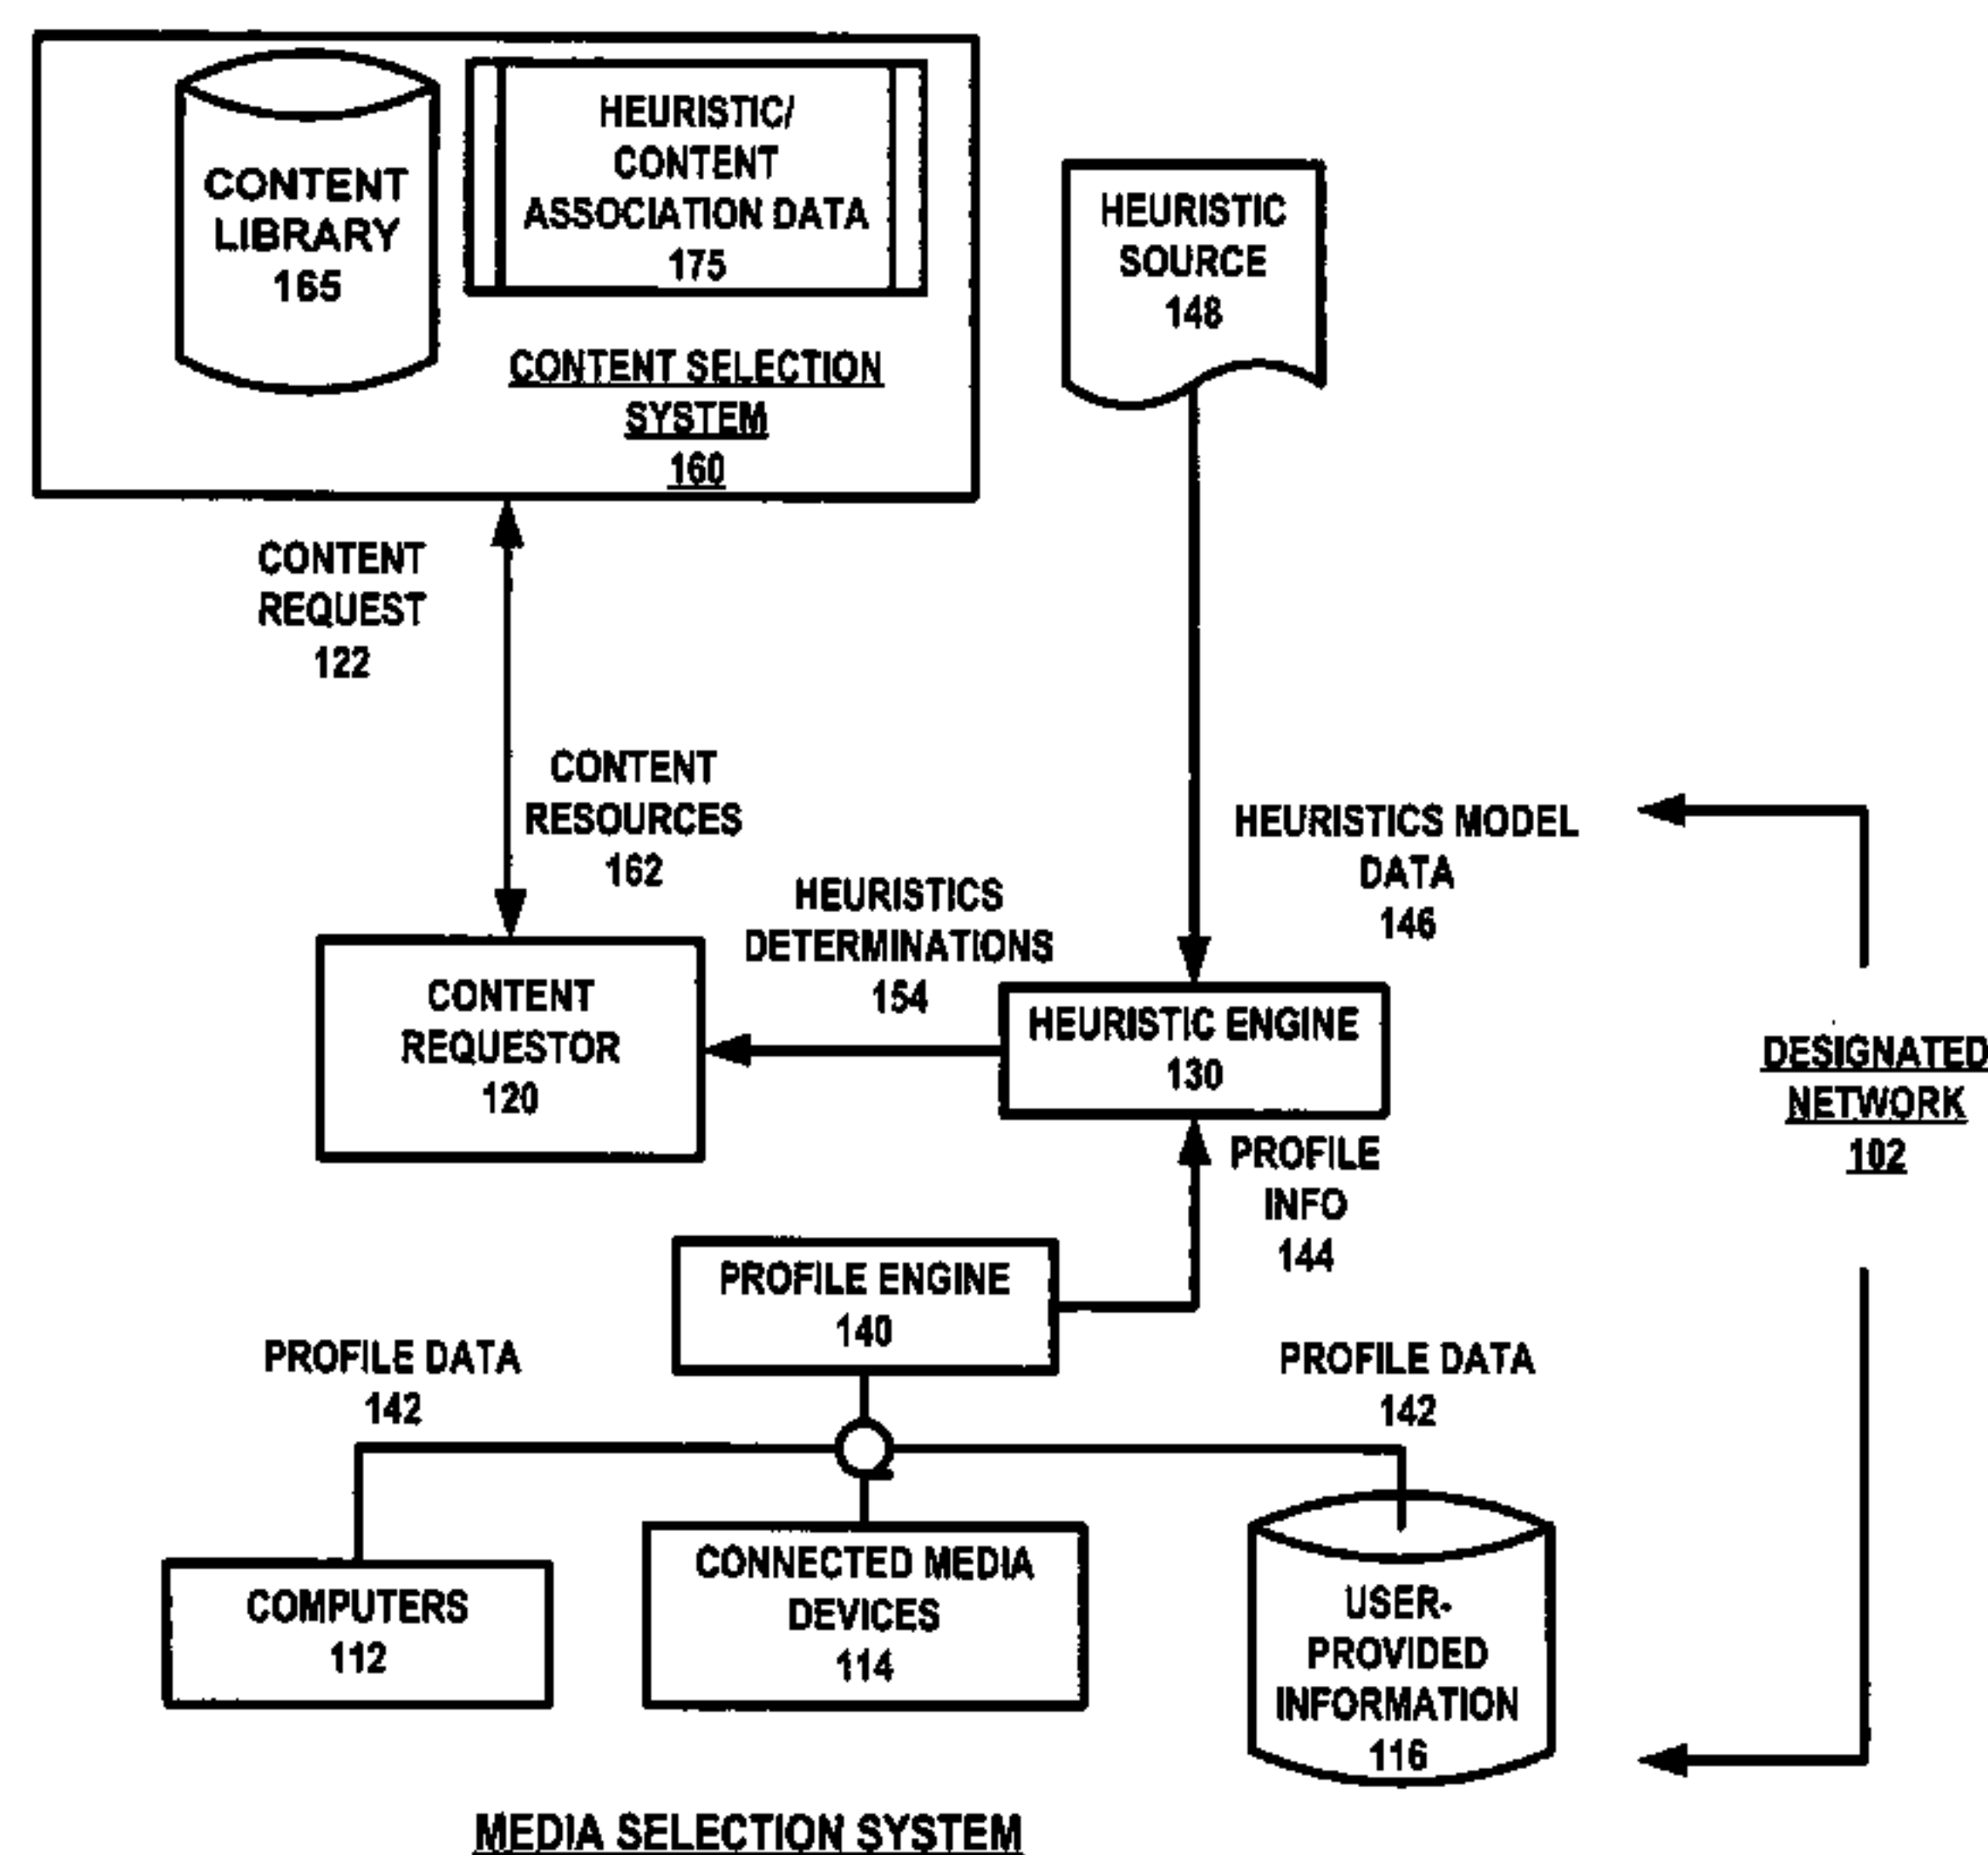 CONTENT
LIBRARY
165
HEURISTIC/
CONTENT
ASSOCIATION DATA
175
CONTENT SELECTION
SYSTEM
160
HEURISTIC
SOURCE
148
CONTENT
REQUEST
122
CONTENT
RESOURCES
162
HEURISTICS MODEL
DATA
146
HEURISTICS
DETERMINATIONS
154
CONTENT
REQUESTOR
120
HEURISTIC ENGINE
130
DESIGNATED
NETWORK
102
PROFILE
INFO
144
PROFILE ENGINE
140
PROFILE DATA
142
PROFILE DATA
142
COMPUTERS
112
CONNECTED MEDIA
DEVICES
114
USER-
PROVIDED
INFORMATION
116
MEDIA SELECTION SYSTEM